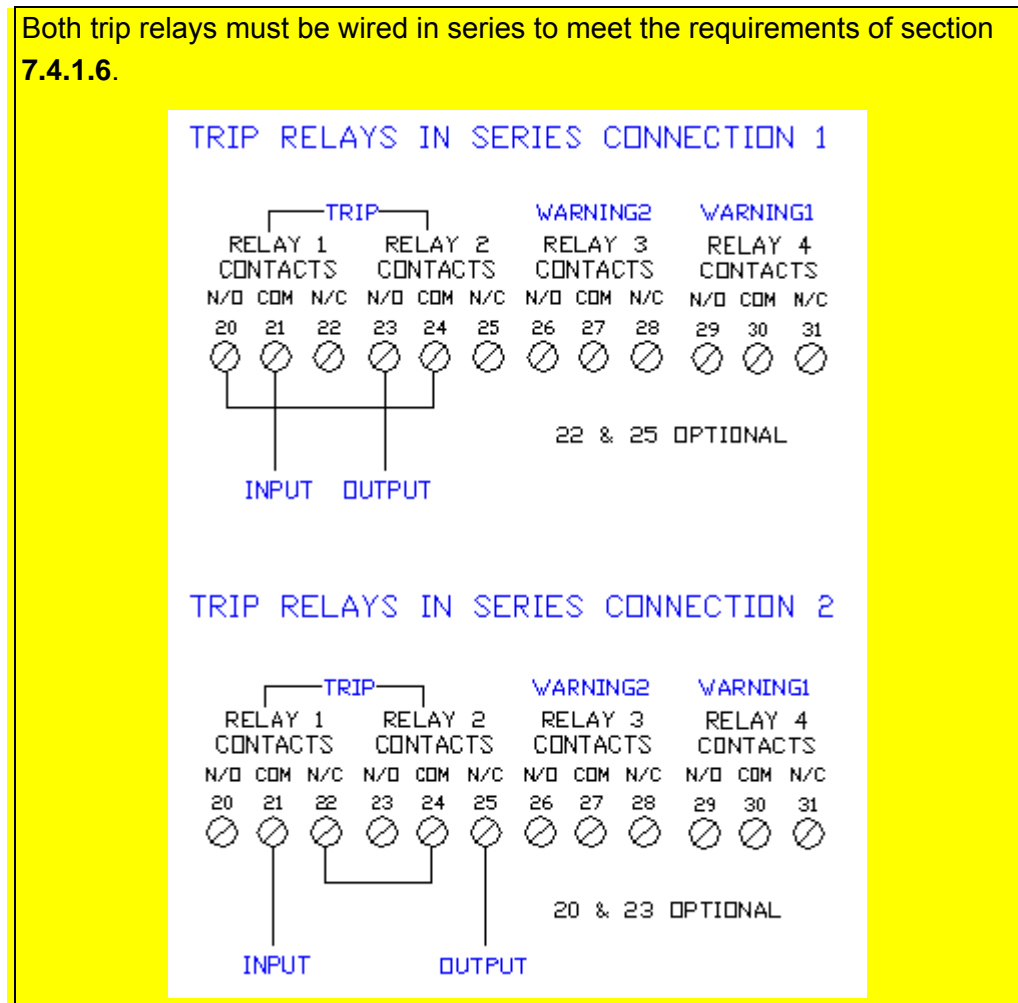 Both trip relays must be wired in series to meet the requirements of section
7.4.1.6.
TRIP RELAYS IN SERIES CONNECTION 1
TRIP WARNING2 WARNING1
RELAY 1 RELAY 2 RELAY 3 RELAY 4
CONTACTS CONTACTS CONTACTS CONTACTS
N/O COM N/C N/O COM N/C N/O COM N/C N/O COM N/C
20 21 22 23 24 25 26 27 28 29 30 31
22 & 25 OPTIONAL
INPUT OUTPUT
TRIP RELAYS IN SERIES CONNECTION 2
TRIP WARNING2 WARNING1
RELAY 1 RELAY 2 RELAY 3 RELAY 4
CONTACTS CONTACTS CONTACTS CONTACTS
N/O COM N/C N/O COM N/C N/O COM N/C N/O COM N/C
20 21 22 23 24 25 26 27 28 29 30 31
20 & 23 OPTIONAL
INPUT OUTPUT